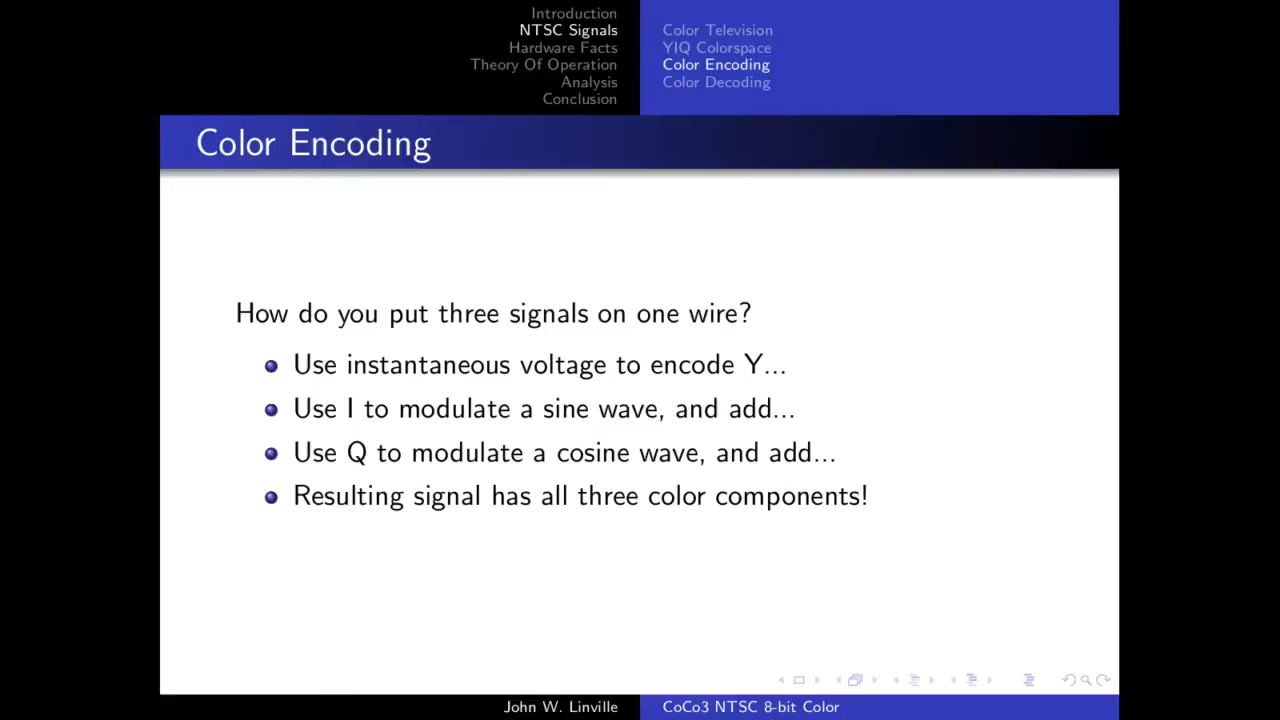 Introduction
NTSC Signals
Hardware Facts
Theory Of Operation
Analysis
Conclusion
Color Television
YIQ Colorspace
Color Encoding
Color Decoding
Color Encoding
How do you put three signals on one wire?
Use instantaneous voltage to encode Y...
Use I to modulate a sine wave, and add...
Use Q to modulate a cosine wave, and add...
Resulting signal has all three color components!
John W. Linville
CoCo3 NTSC 8-bit Color